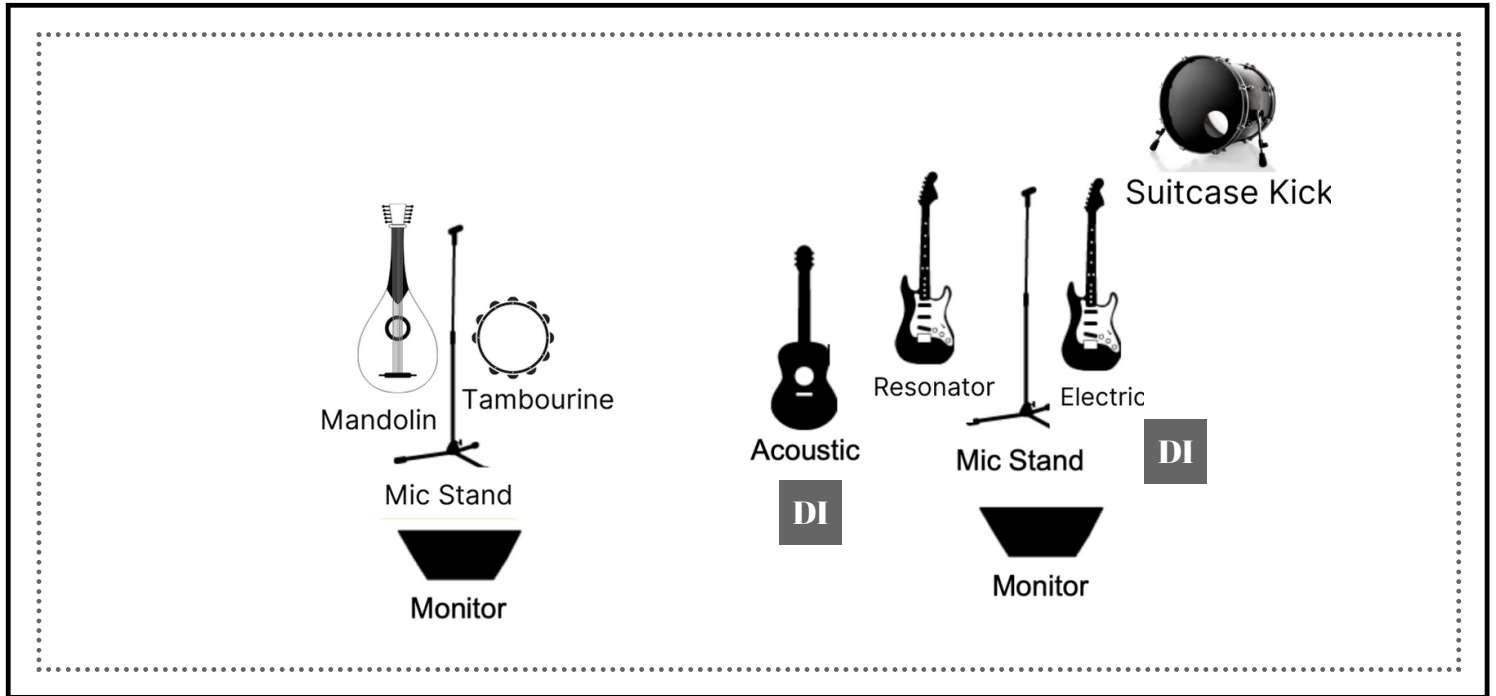 Suitcase Kick
Mandolin
Tambourine
Mic Stand
Monitor
Acoustic
DI
Resonator
Electric
Mic Stand
DI
Monitor